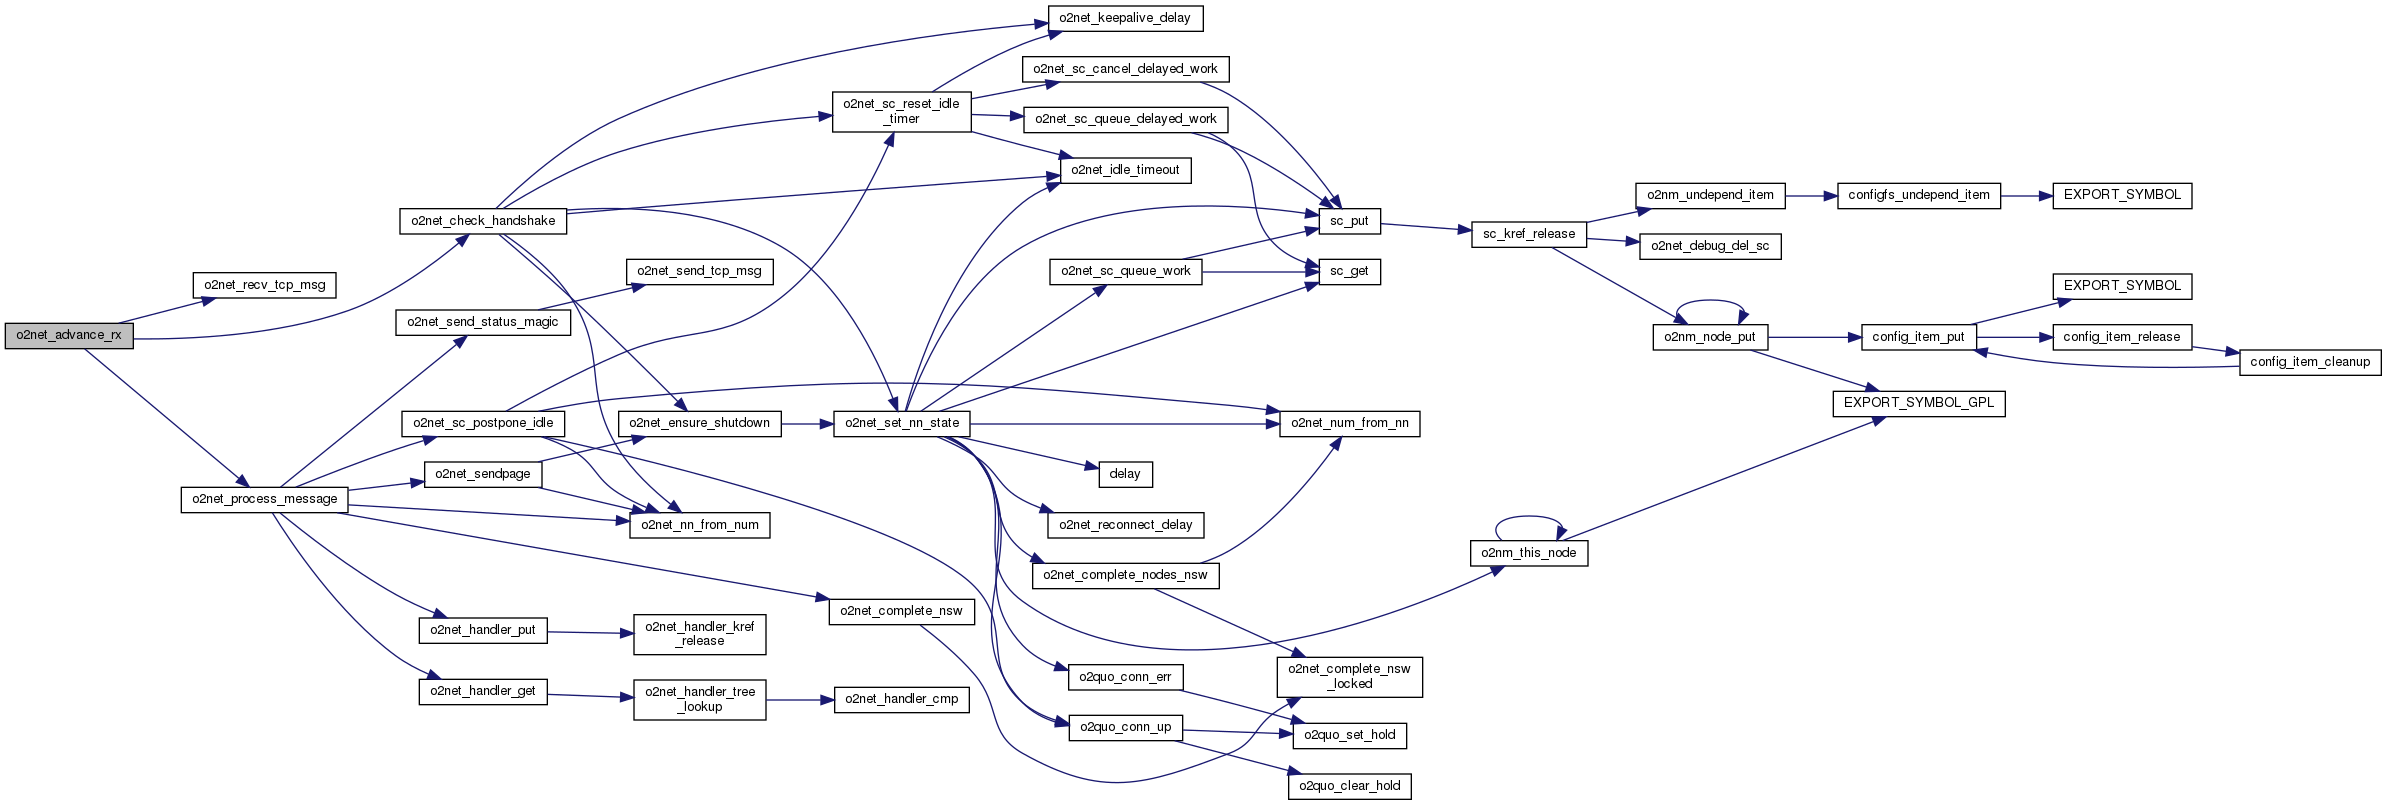 o2net_keepalive_delay
o2net_sc_cancel_delayed_work
o2net_sc_reset_idle
_timer
o2net_sc_queue_delayed_work
o2net_idle_timeout
o2nm_undepend_item
configfs_undepend_item
EXPORT_SYMBOL
o2net_check_handshake
sc_put
sc_kref_release
o2net_debug_del_sc
o2net_recv_tcp_msg
o2net_send_tcp_msg
o2net_sc_queue_work
sc_get
EXPORT_SYMBOL
o2net_advance_rx
o2net_send_status_magic
o2nm_node_put
config_item_put
config_item_release
config_item_cleanup
EXPORT_SYMBOL_GPL
o2net_sc_postpone_idle
o2net_ensure_shutdown
o2net_set_nn_state
o2net_num_from_nn
o2net_sendpage
delay
o2net_process_message
o2net_nn_from_num
o2net_reconnect_delay
o2nm_this_node
o2net_complete_nodes_nsw
o2net_complete_nsw
o2net_handler_put
o2net_handler_kref
_release
o2net_complete_nsw
_locked
o2quo_conn_err
o2net_handler_get
o2net_handler_tree
_lookup
o2net_handler_cmp
o2quo_conn_up
o2quo_set_hold
o2quo_clear_hold